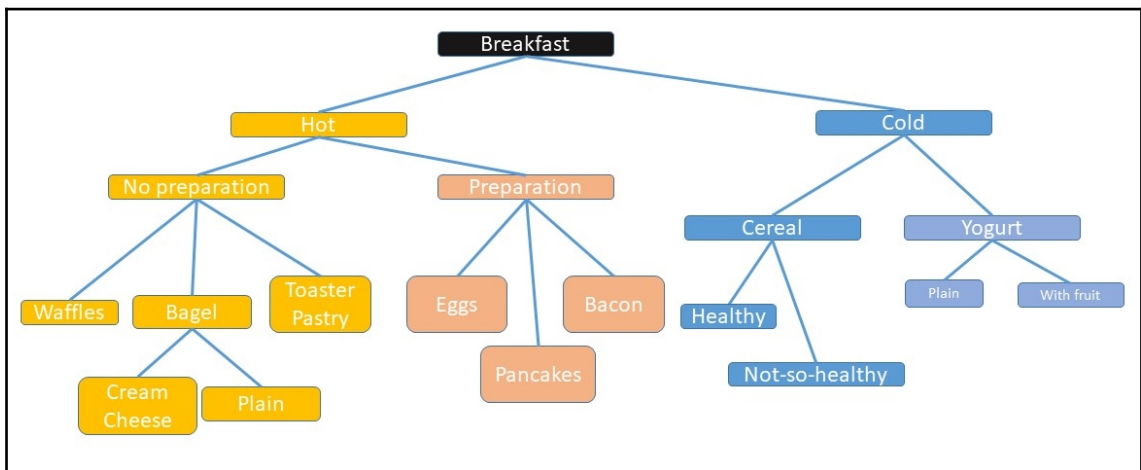 Breakfast
Hot
Cold
No preparation
Preparation
Cereal
Yogurt
Waffles
Bagel
Toaster
Pastry
Eggs
Bacon
Pancakes
Healthy
Not-so-healthy
Plain
With fruit
Cream
Cheese
Plain